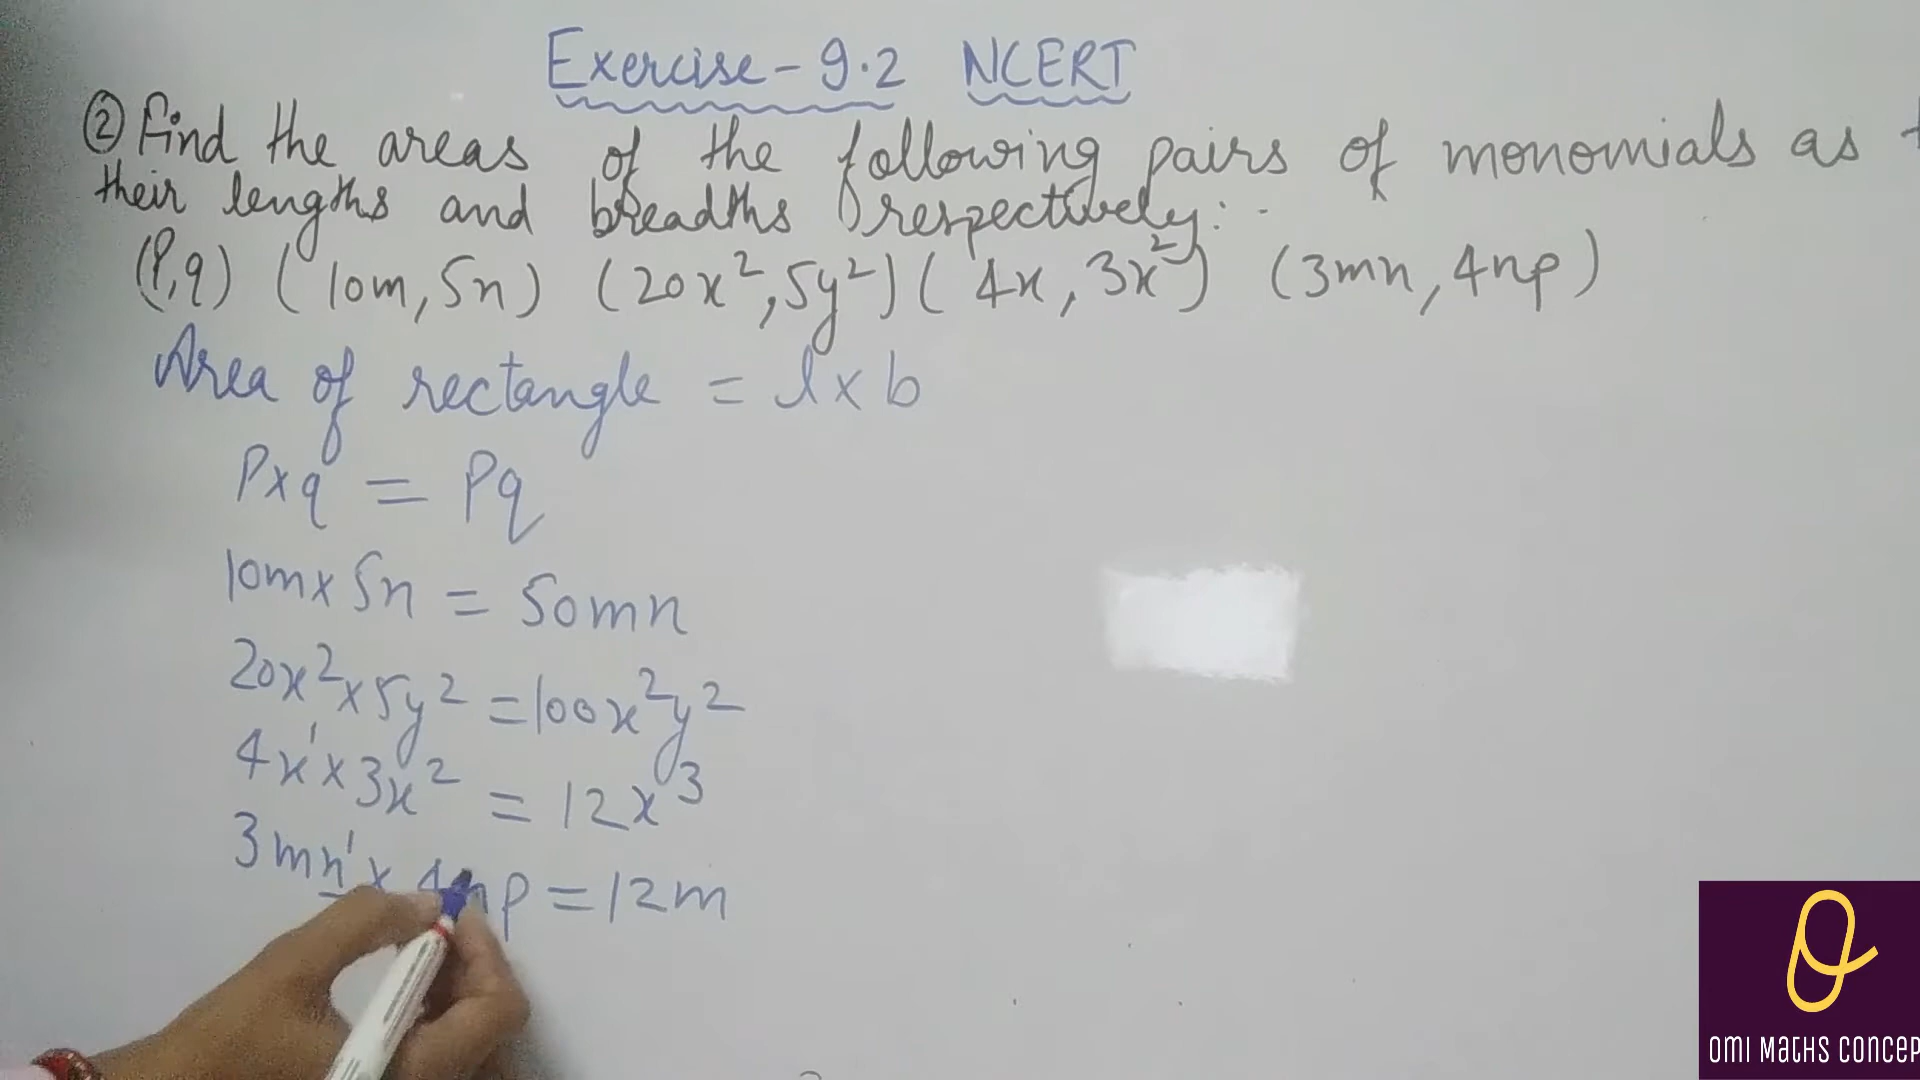 Exercise - 9.2 NCERT
② Find the areas of the following pairs of monomials as
their lengths and breadths respectively:-
(P,q) (10m, 5n) (20x², 5y²) (4x, 3x²) (3mn, 4np)
Area of rectangle = l x b
P x q = Pq
10m x 5n = 50mn
20x² x 5y² = 100x²y²
4x¹ x 3x² = 12x³
3mn¹ x 4np = 12m
OMI MATHS CONCEP